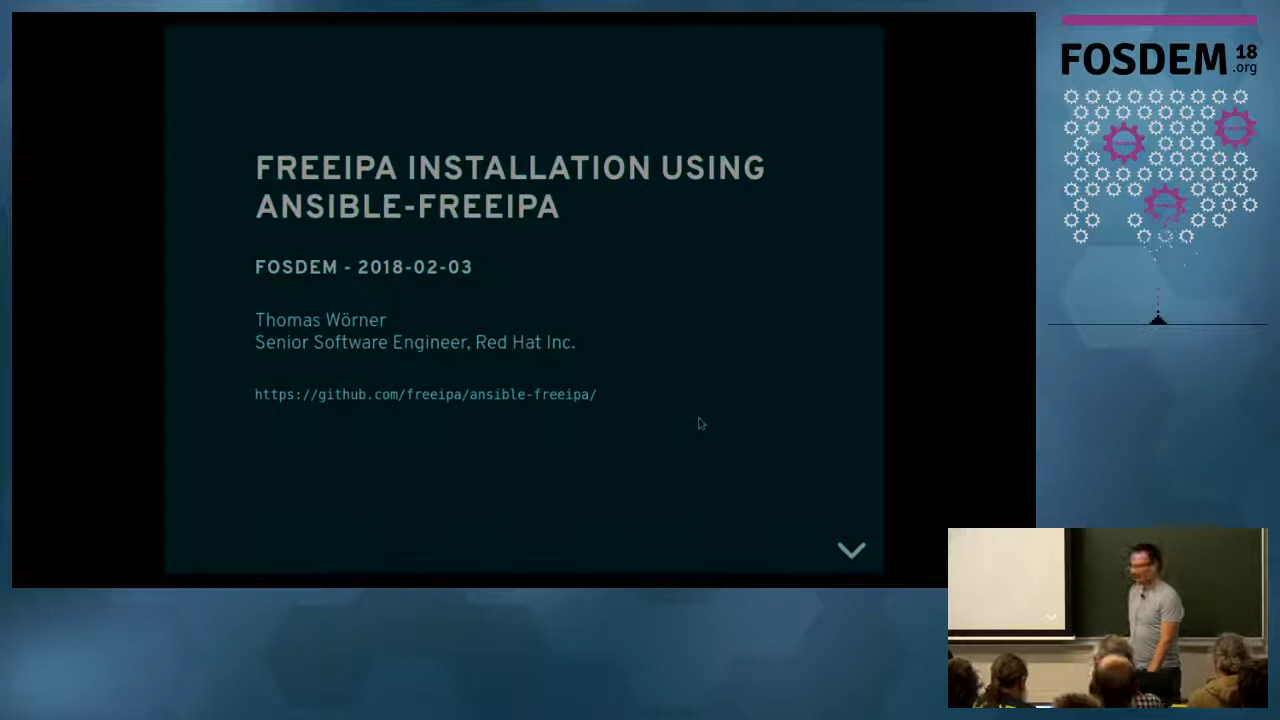 FREEIPA INSTALLATION USING
ANSIBLE-FREEIPA
FOSDEM - 2018-02-03
Thomas Wörner
Senior Software Engineer, Red Hat Inc.
https://github.com/freeipa/ansible-freeipa/
FOSDEM 18
.org